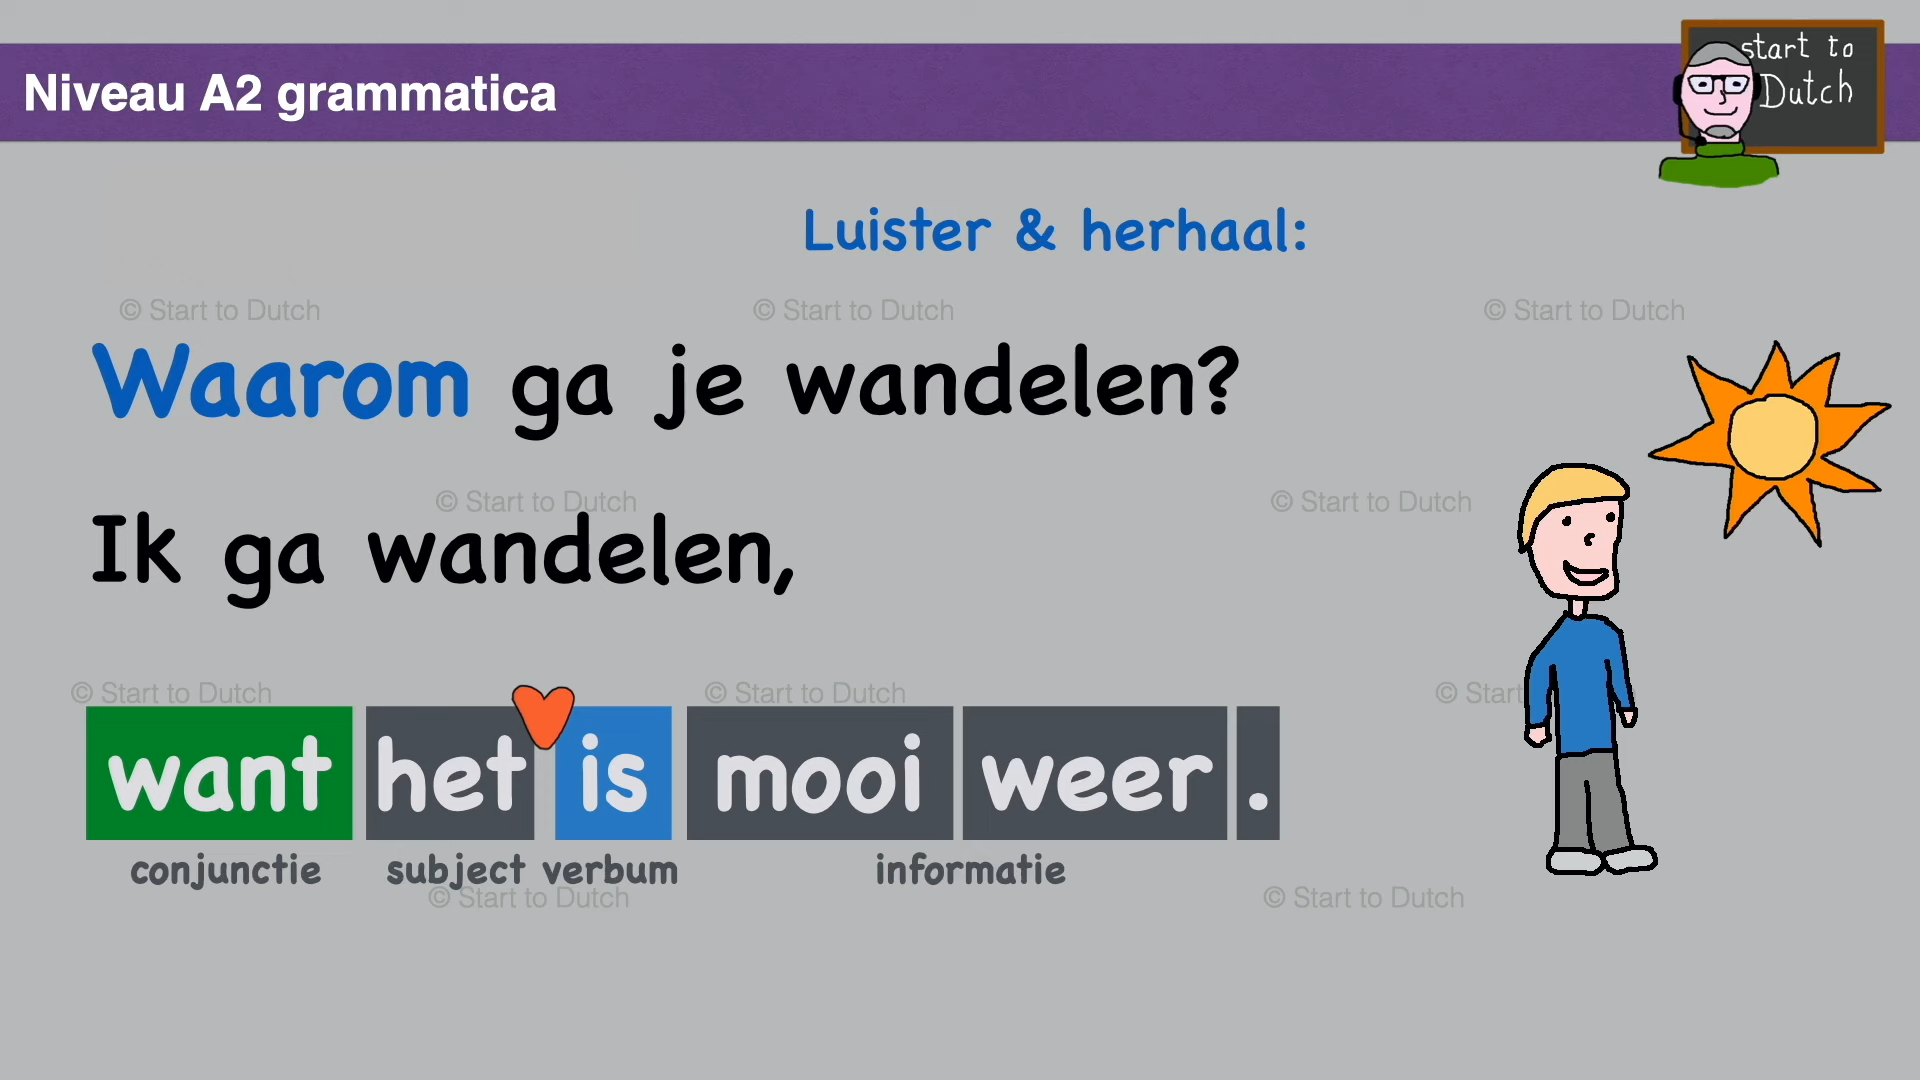 Niveau A2 grammatica
start to
Dutch
Luister & herhaal:
© Start to Dutch © Start to Dutch © Start to Dutch
Waarom ga je wandelen?
© Start to Dutch © Start to Dutch
Ik ga wandelen,
© Start to Dutch © Start to Dutch © Start
want het is mooi weer .
conjunctie subject verbum informatie
© Start to Dutch © Start to Dutch